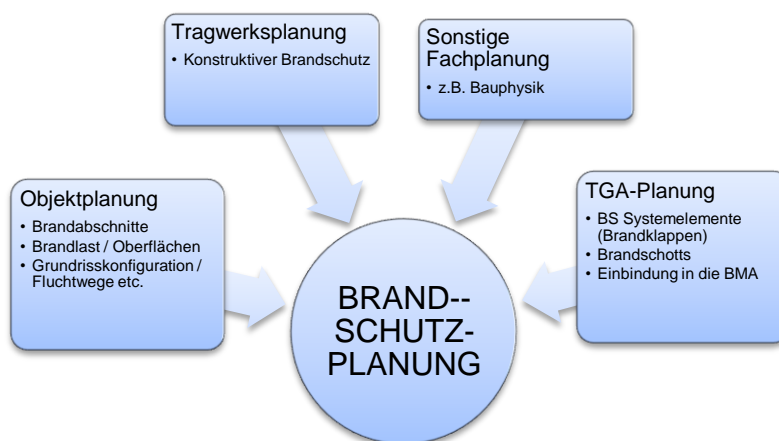 Tragwerksplanung
• Konstruktiver Brandschutz
Sonstige
Fachplanung
• z.B. Bauphysik
Objektplanung
• Brandabschnitte
• Brandlast / Oberflächen
• Grundrisskonfiguration /
Fluchtwege etc.
TGA-Planung
• BS Systemelemente
(Brandklappen)
• Brandschotts
• Einbindung in die BMA
BRAND--
SCHUTZ-
PLANUNG